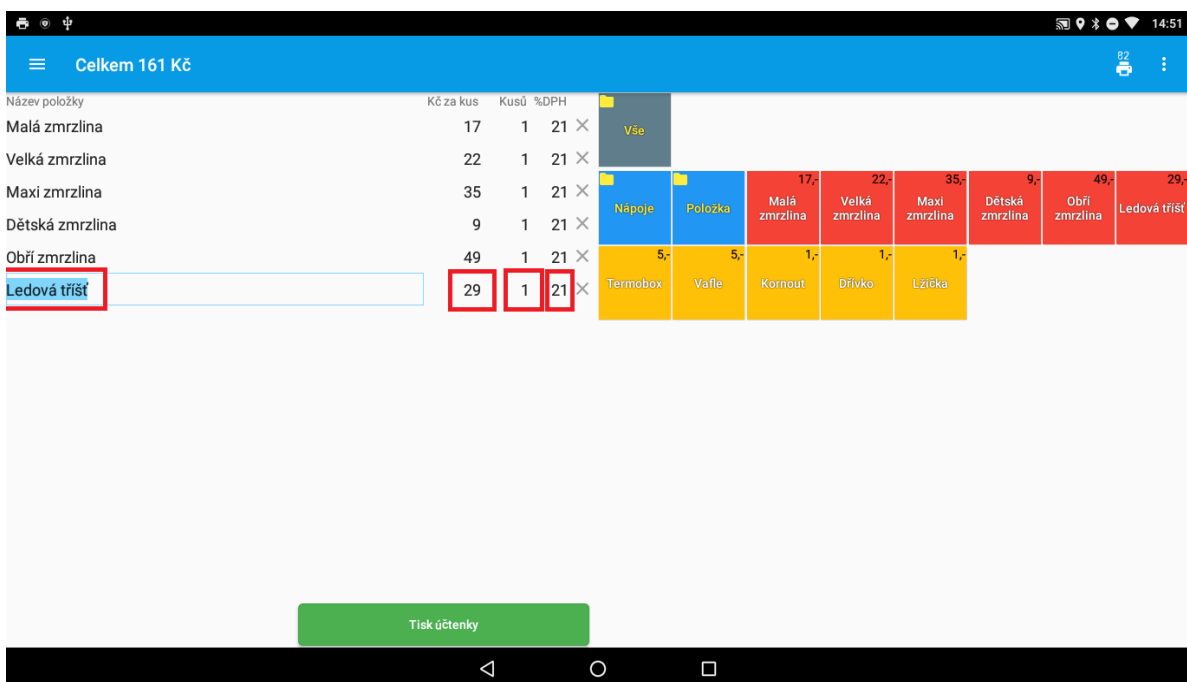 14:51
Celkem 161 Kč
82
Název položky Kč za kus Kusů %DPH
Malá zmrzlina 17 1 21
Velká zmrzlina 22 1 21
Maxi zmrzlina 35 1 21
Dětská zmrzlina 9 1 21
Obří zmrzlina 49 1 21
Ledová tříšť 29 1 21
Vše
17,- 22,- 35,- 9,- 49,- 29,-
Nápoje Položka Malá zmrzlina Velká zmrzlina Maxi zmrzlina Dětská zmrzlina Obří zmrzlina Ledová tříšť
5,- 5,- 1,- 1,- 1,-
Termobox Vafle Kornout Dřívko Lžička
Tisk účtenky